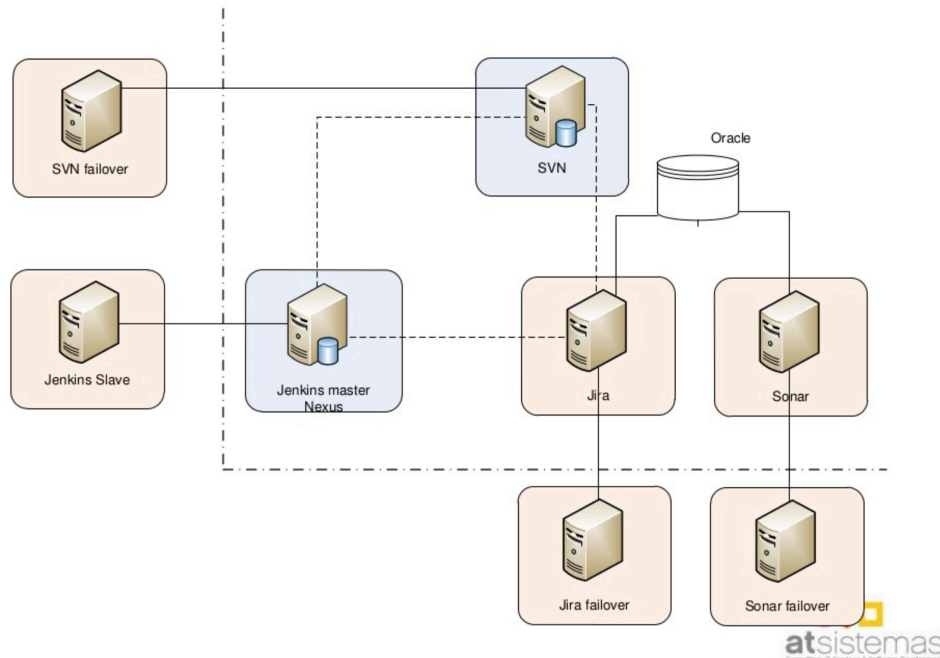 Oracle
SVN failover
SVN
Jenkins Slave
Jenkins master
Nexus
Jira
Sonar
Jira failover
Sonar failover
atsistemas